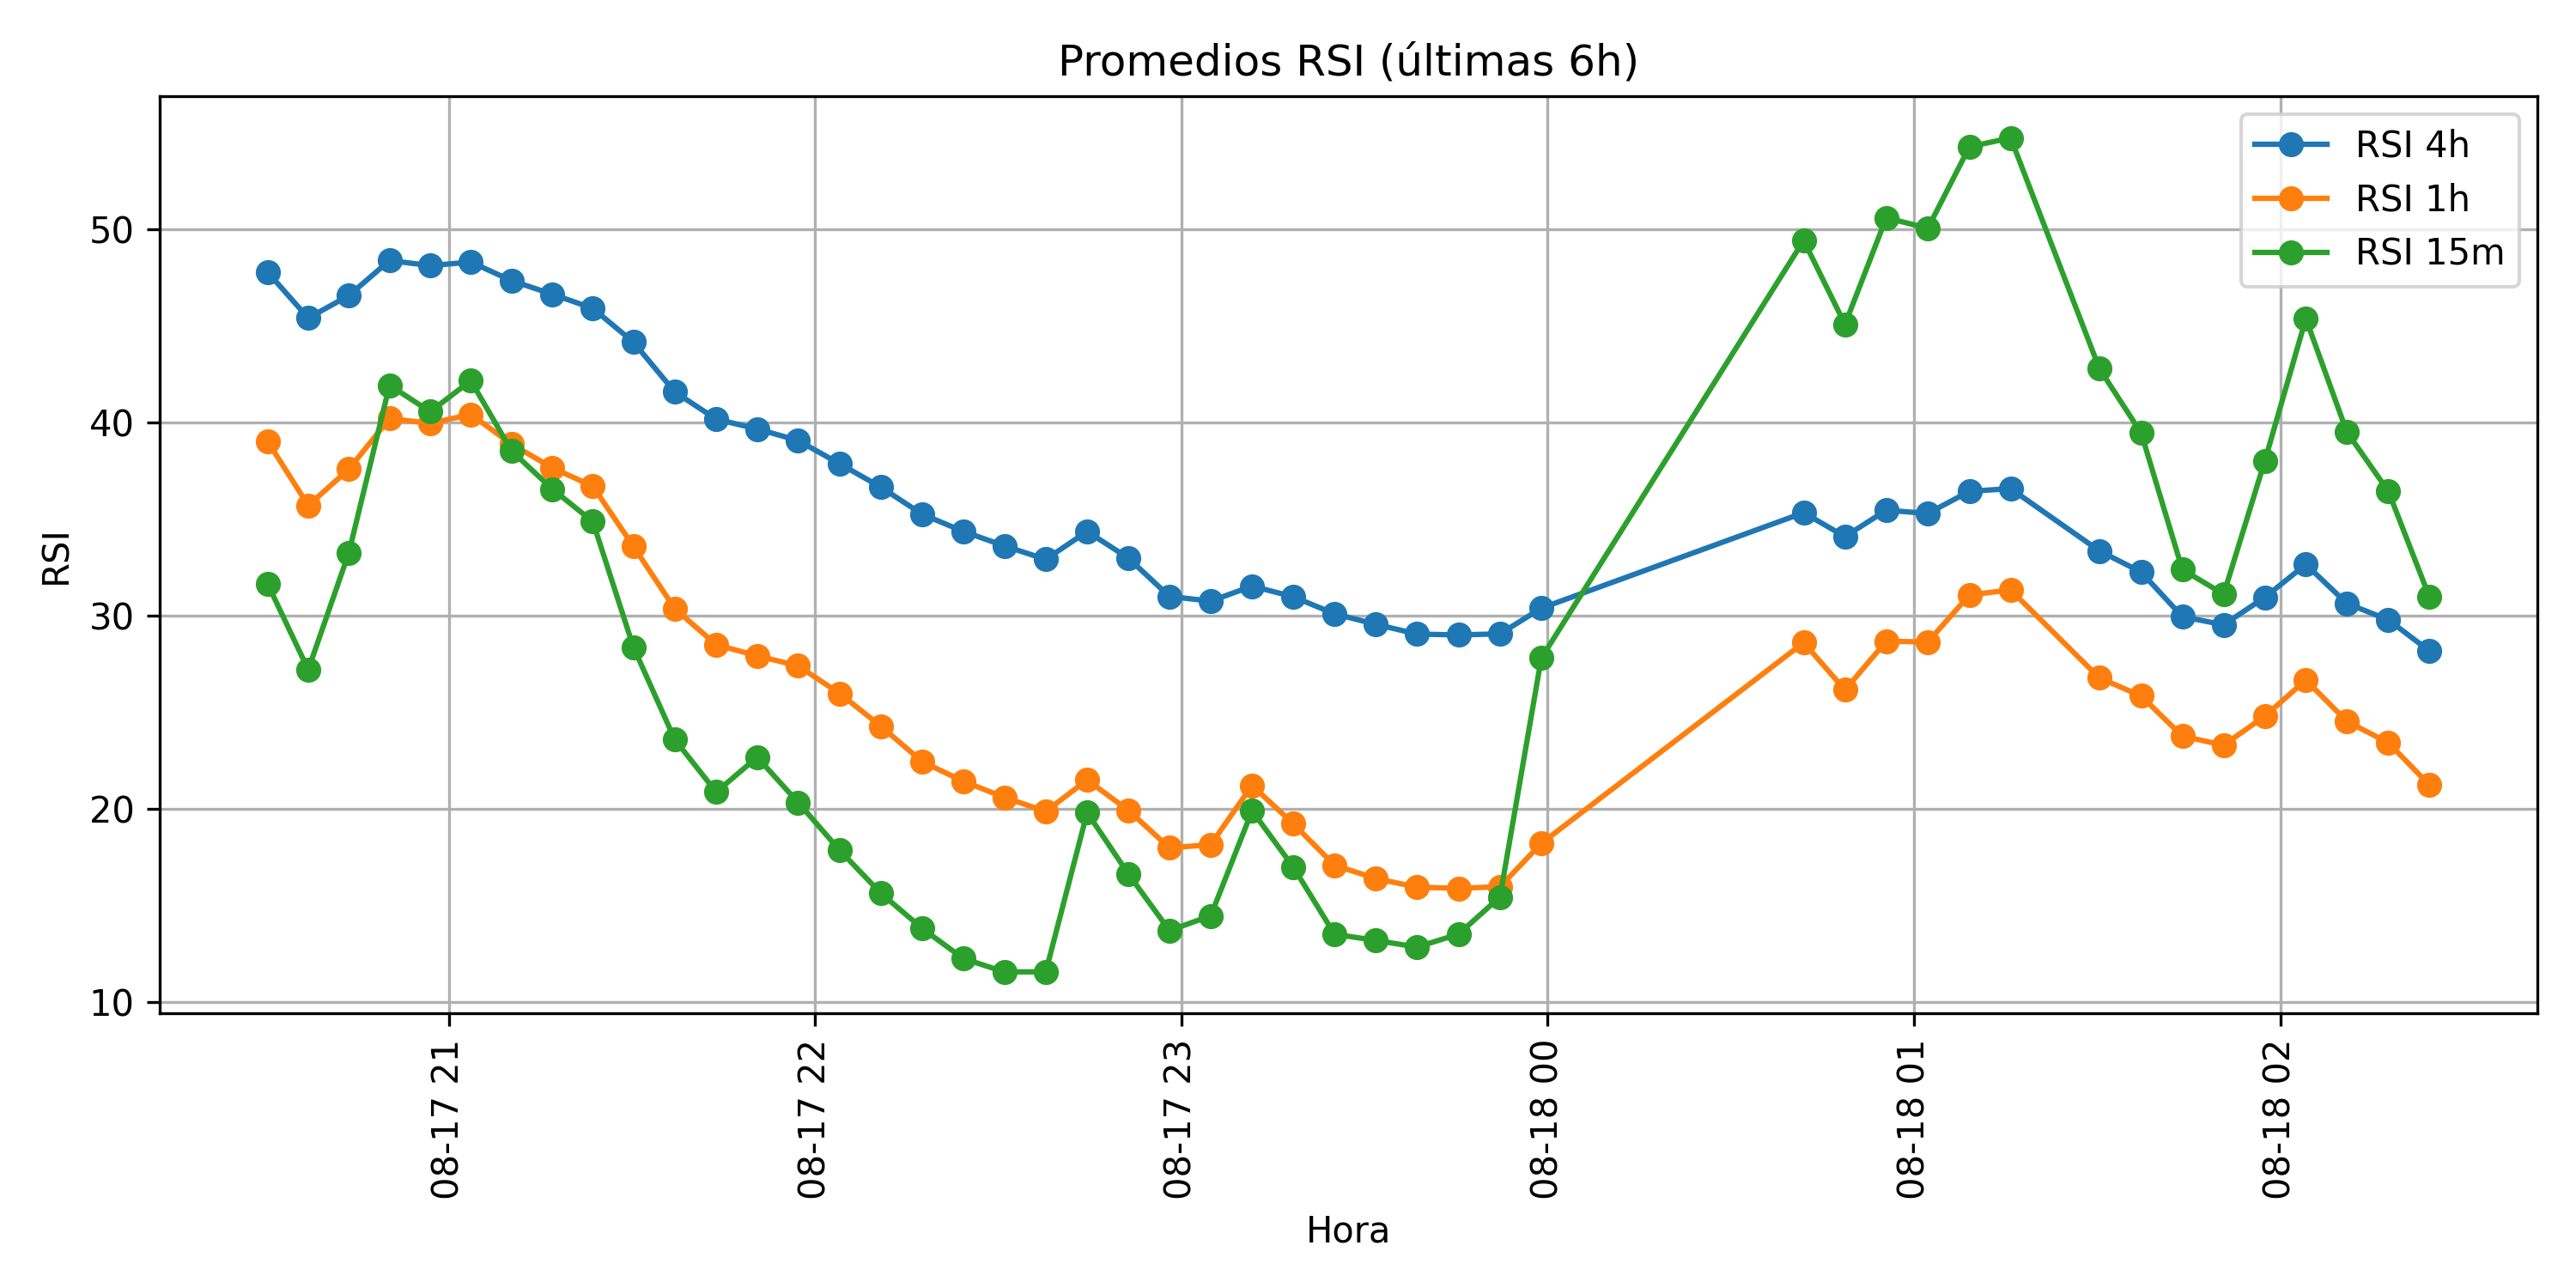 Promedios RSI (últimas 6h)
RSI 4h
RSI 1h
RSI 15m
RSI
50
40
30
20
10
08-17 21
08-17 22
08-17 23
08-18 00
08-18 01
08-18 02
Hora